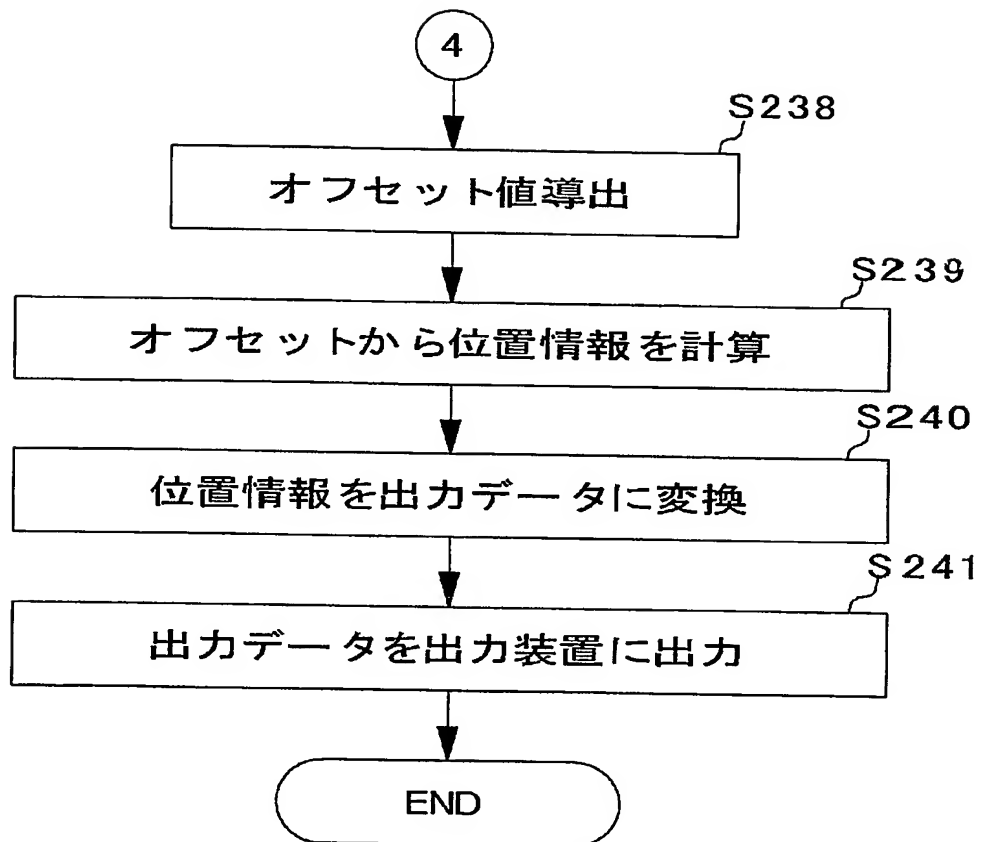 4
S238
オフセット値導出
S239
オフセットから位置情報を計算
S240
位置情報を出力データに変換
S241
出力データを出力装置に出力
END